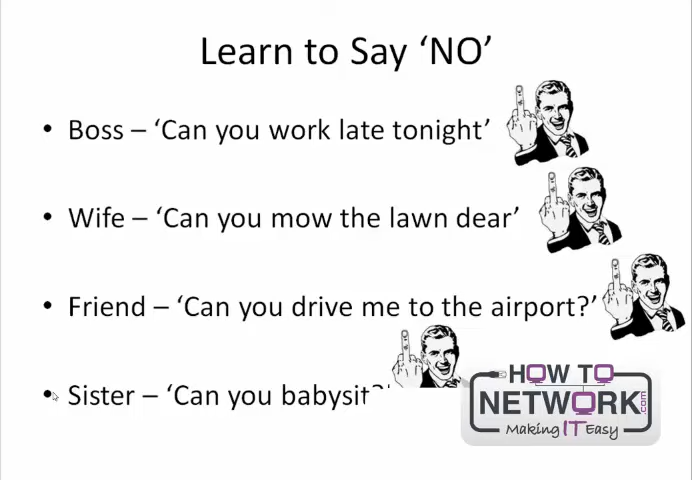 Learn to Say ‘NO’
• Boss – ‘Can you work late tonight’
• Wife – ‘Can you mow the lawn dear’
• Friend – ‘Can you drive me to the airport?’
• Sister – ‘Can you babysit?'
HOW TO
NETWORK.com
Making IT Easy